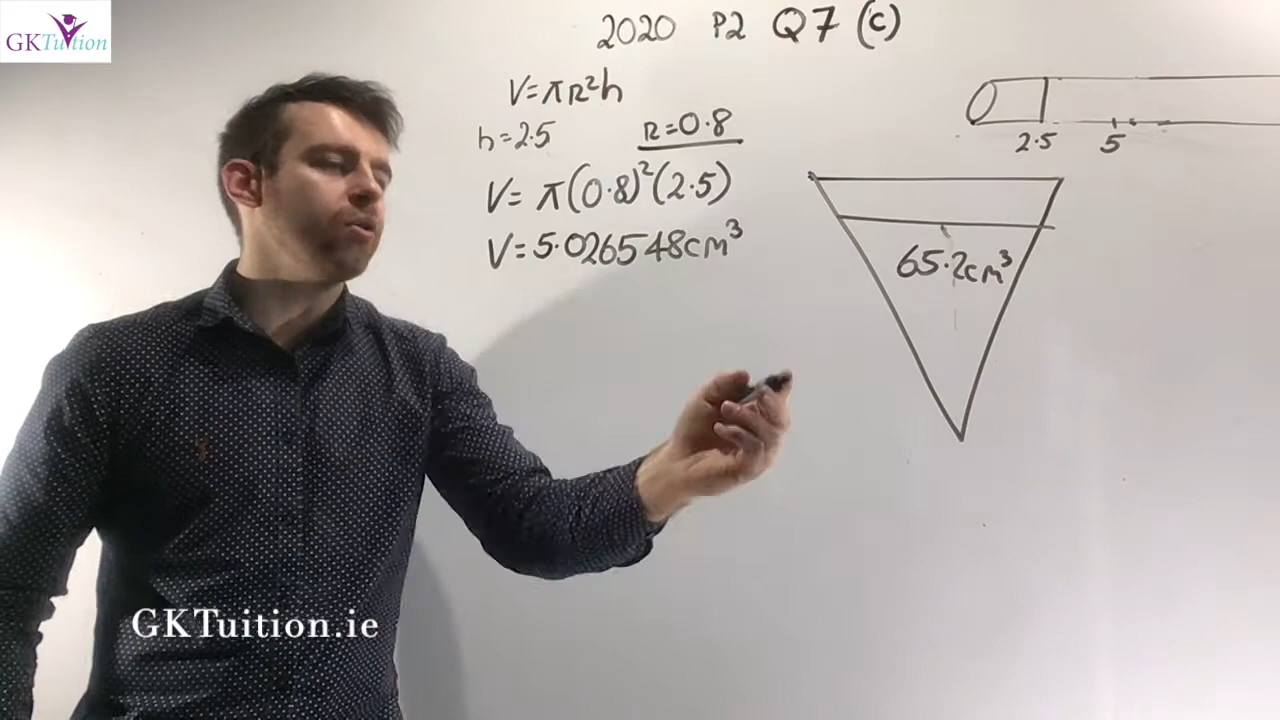 GKTuition
2020 P2 Q7 (c)
V=πR²h
h=2.5 R=0.8
V= π(0.8)²(2.5)
V= 5.026548cm³
2.5 5
65.2cm³
GKTuition.ie